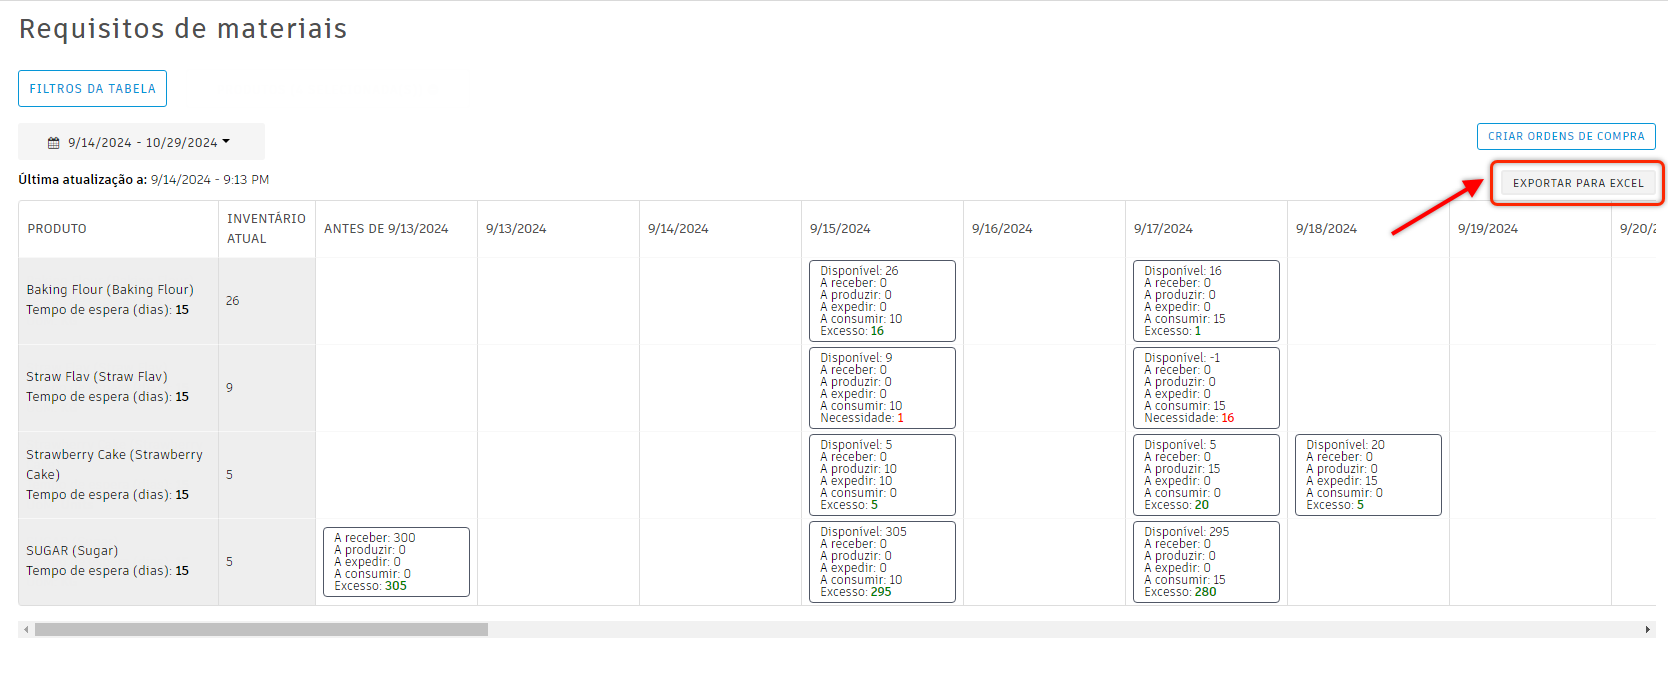 Requisitos de materiais
FILTROS DA TABELA
9/14/2024 - 10/29/2024
CRIAR ORDENS DE COMPRA
Última atualização a: 9/14/2024 - 9:13 PM
EXPORTAR PARA EXCEL
PRODUTO
INVENTÁRIO
ATUAL
ANTES DE 9/13/2024
9/13/2024
9/14/2024
9/15/2024
9/16/2024
9/17/2024
9/18/2024
9/19/2024
9/20/2
Baking Flour (Baking Flour)
Tempo de espera (dias): 15
26
Disponível: 26
A receber: 0
A produzir: 0
A expedir: 0
A consumir: 10
Excesso: 16
Disponível: 16
A receber: 0
A produzir: 0
A expedir: 0
A consumir: 15
Excesso: 1
Straw Flav (Straw Flav)
Tempo de espera (dias): 15
9
Disponível: 9
A receber: 0
A produzir: 0
A expedir: 0
A consumir: 10
Necessidade: 1
Disponível: -1
A receber: 0
A produzir: 0
A expedir: 0
A consumir: 15
Necessidade: 16
Strawberry Cake (Strawberry
Cake)
Tempo de espera (dias): 15
5
Disponível: 5
A receber: 0
A produzir: 10
A expedir: 10
A consumir: 0
Excesso: 5
Disponível: 5
A receber: 0
A produzir: 15
A expedir: 0
A consumir: 0
Excesso: 20
Disponível: 20
A receber: 0
A produzir: 0
A expedir: 15
A consumir: 0
Excesso: 5
SUGAR (Sugar)
Tempo de espera (dias): 15
5
A receber: 300
A produzir: 0
A expedir: 0
A consumir: 0
Excesso: 305
Disponível: 305
A receber: 0
A produzir: 0
A expedir: 0
A consumir: 10
Excesso: 295
Disponível: 295
A receber: 0
A produzir: 0
A expedir: 0
A consumir: 15
Excesso: 280